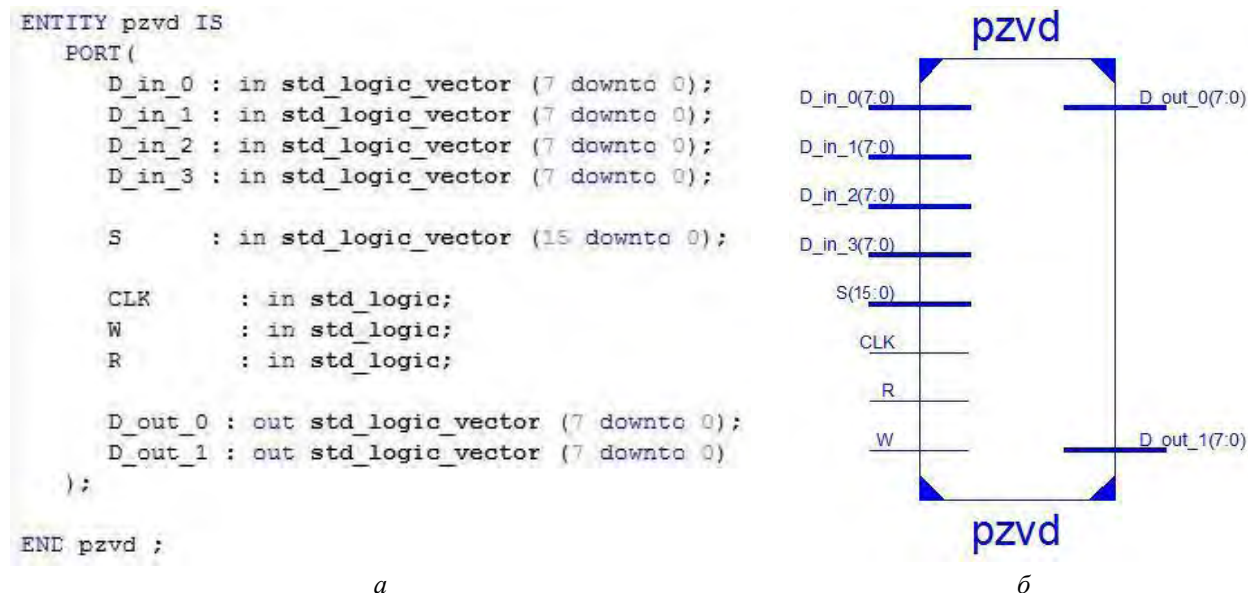 ENTITY pzvd IS
PORT(
D_in_0 : in std_logic_vector (7 downto 0);
D_in_1 : in std_logic_vector (7 downto 0);
D_in_2 : in std_logic_vector (7 downto 0);
D_in_3 : in std_logic_vector (7 downto 0);
S : in std_logic_vector (15 downto 0);
CLK : in std_logic;
W : in std_logic;
R : in std_logic;
D_out_0 : out std_logic_vector (7 downto 0);
D_out_1 : out std_logic_vector (7 downto 0)
);
END pzvd ;
а
pzvd
D_in_0(7:0)
D_out_0(7:0)
D_in_1(7:0)
D_in_2(7:0)
D_in_3(7:0)
S(15:0)
CLK
R
W
D_out_1(7:0)
pzvd
б